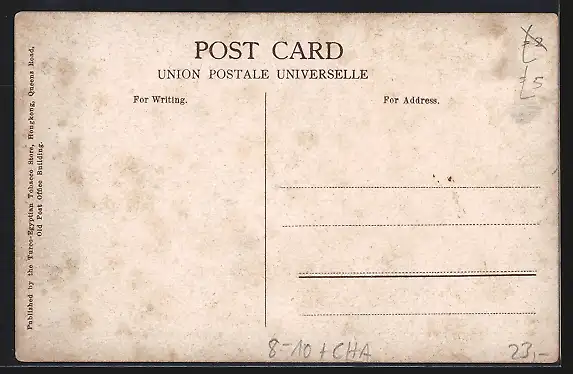 POST CARD
UNION POSTALE UNIVERSELLE
For Writing.
For Address.
Published by the Turco-Egyptian Tobacco Store, Hongkong, Queens Road,
Old Post Office Building.
5
8-10 + CHA
23,-